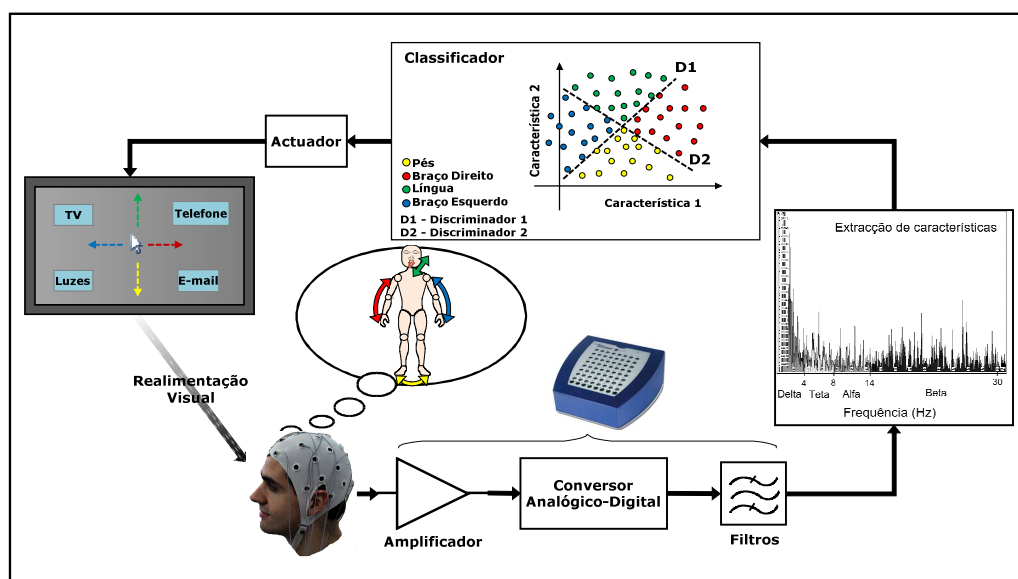 Classificador
Característica 2
D1
D2
Característica 1
Pés
Braço Direito
Língua
Braço Esquerdo
D1 - Discriminador 1
D2 - Discriminador 2
Actuador
TV
Telefone
Luzes
E-mail
Realimentação
Visual
Extracção de características
4
8
14
30
Delta
Teta
Alfa
Beta
Frequência (Hz)
Amplificador
Conversor
Analógico-Digital
Filtros